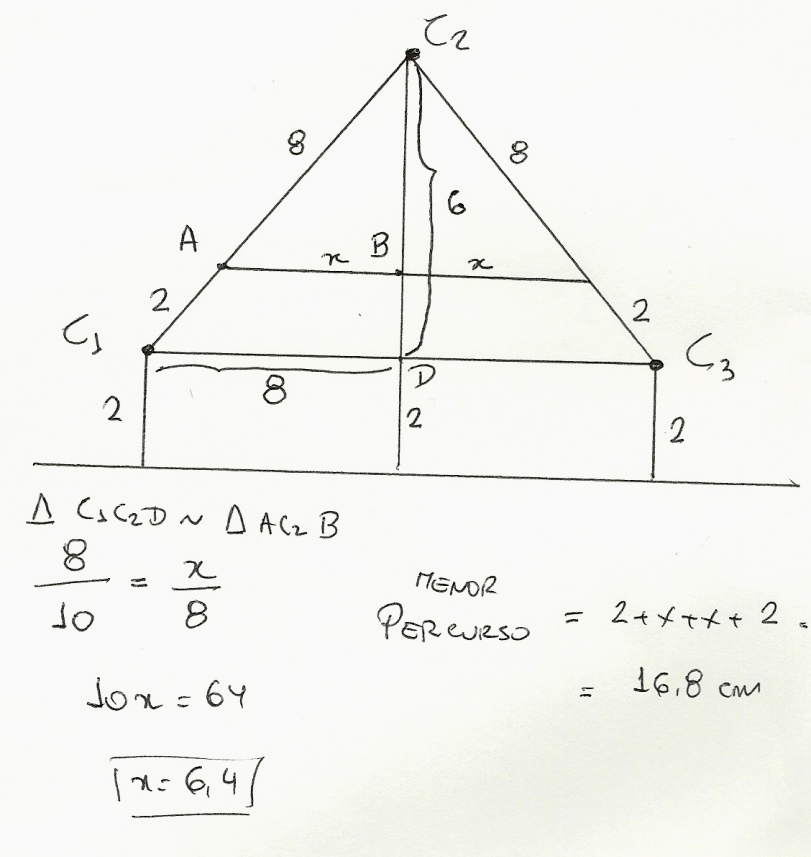 C2
8
8
6
A
x
B
x
2
2
C1
C3
8
D
2
2
2
Δ C1C2D ~ Δ AC2B
8/10 = x/8
10x = 64
x = 6,4
MENOR
PERCURSO = 2+x+x+2 =
= 16,8 cm